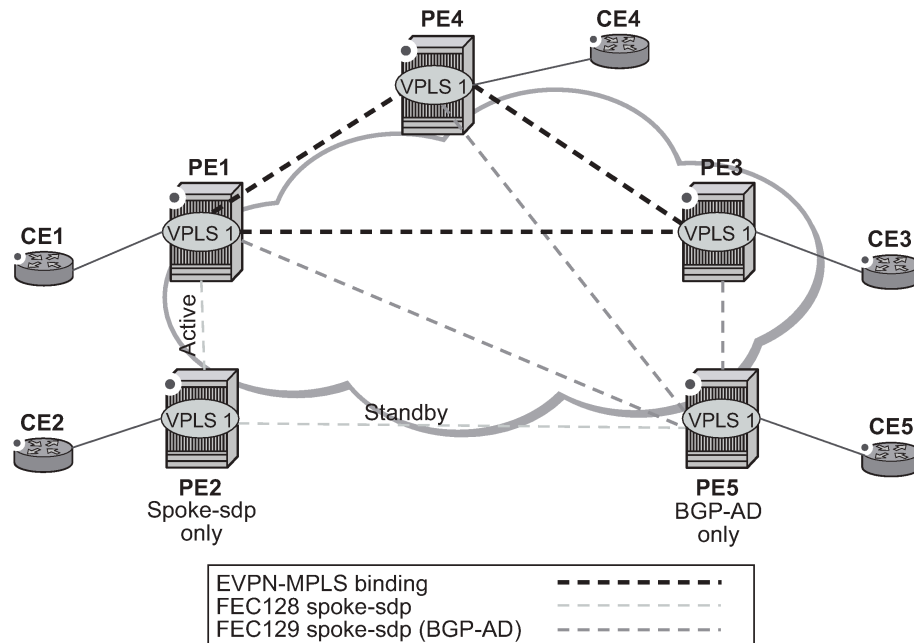 PE4
CE4
VPLS 1
PE1
PE3
CE1
VPLS 1
VPLS 1
CE3
Active
CE2
VPLS 1
Standby
VPLS 1
CE5
PE2
Spoke-sdp
only
PE5
BGP-AD
only
EVPN-MPLS binding
FEC128 spoke-sdp
FEC129 spoke-sdp (BGP-AD)